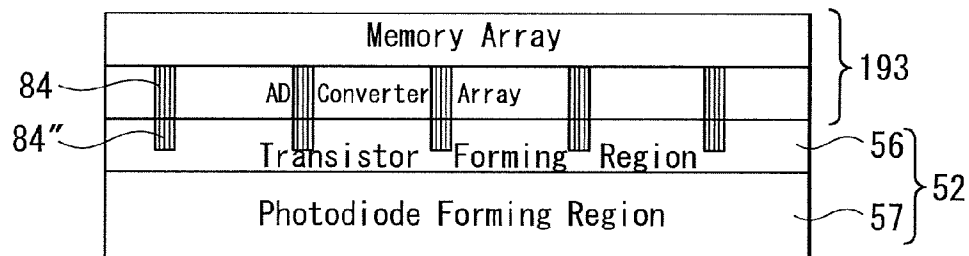 Memory Array
193
84
AD Converter Array
84″
Transistor Forming Region
56
52
Photodiode Forming Region
57